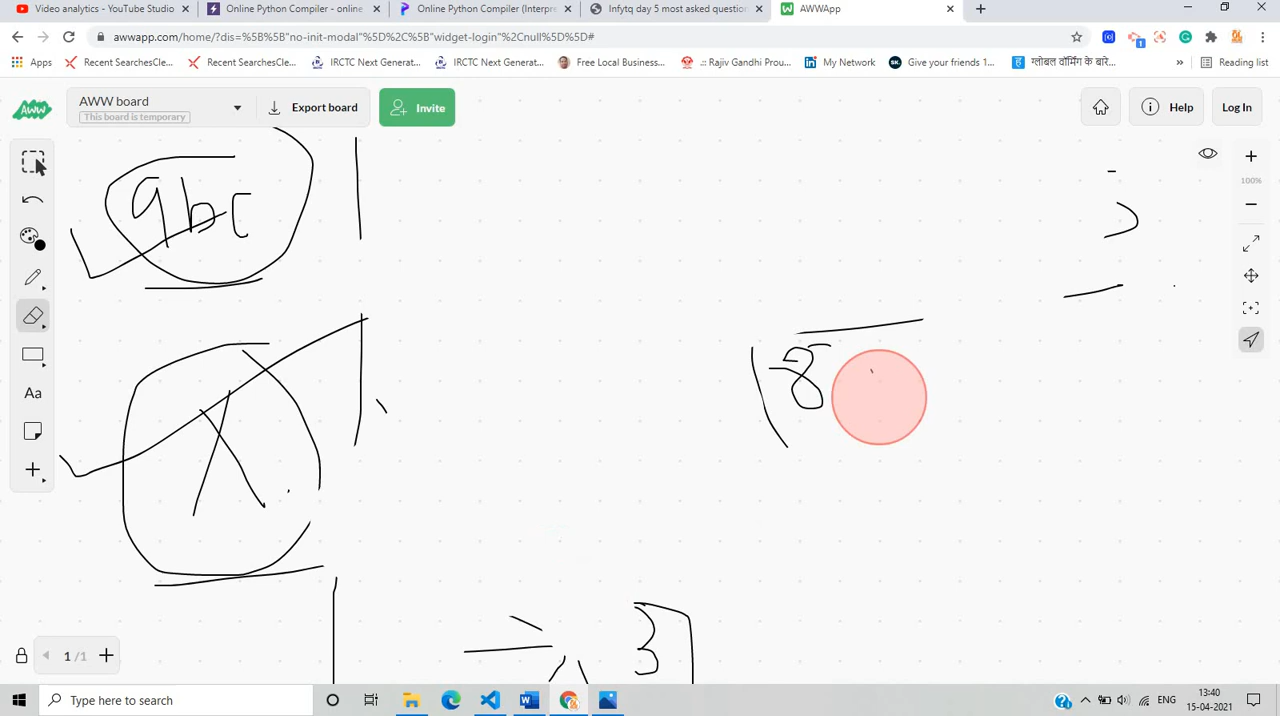 Video analytics - YouTube Studio
Online Python Compiler - online
Online Python Compiler (Interpre
Infytq day 5 most asked question
AWWApp
awwapp.com/home/?dis=%5B%5B"no-init-modal"%5D%2C%5B"widget-login"%2Cnull%5D%5D#
Apps
Recent SearchesCle...
Recent SearchesCle...
IRCTC Next Generat...
IRCTC Next Generat...
Free Local Business...
.:: Rajiv Gandhi Prou...
My Network
Give your friends 1...
ग्लोबल वॉर्मिंग के बारे...
»
Reading list
AWW board
This board is temporary
Export board
Invite
Help
Log In
abc
100%
8
X
Aa
3
1 /1
Type here to search
ENG
13:40
15-04-2021